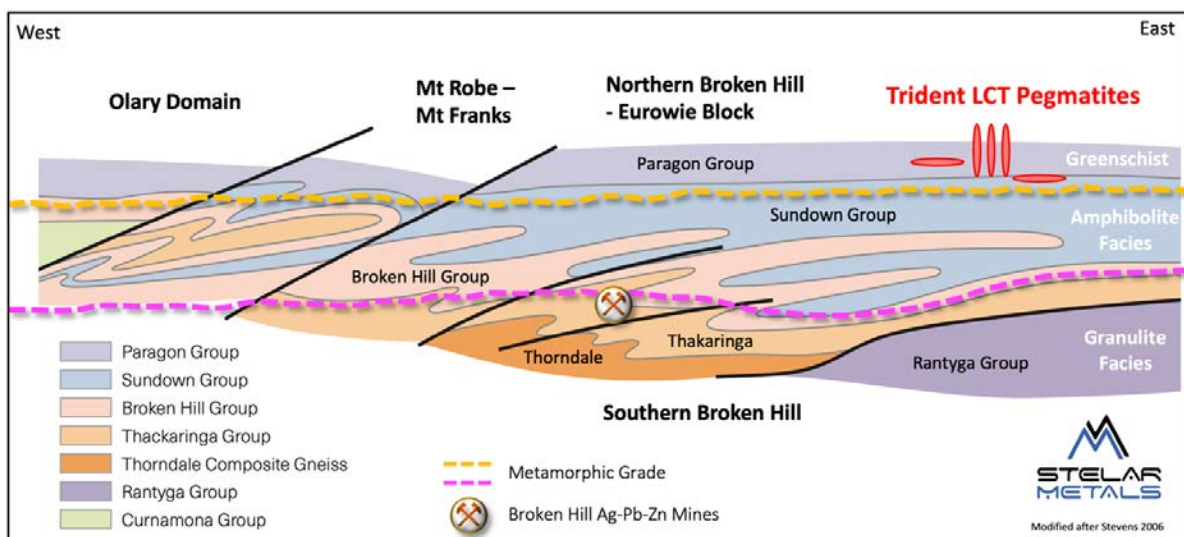 West
East
Olary Domain
Mt Robe –
Mt Franks
Northern Broken Hill
- Eurowie Block
Trident LCT Pegmatites
Paragon Group
Greenschist
Sundown Group
Amphibolite
Facies
Broken Hill Group
Thorndale
Thakaringa
Rantyga Group
Granulite
Facies
Southern Broken Hill
Paragon Group
Sundown Group
Broken Hill Group
Thackaringa Group
Thorndale Composite Gneiss
Rantyga Group
Curnamona Group
Metamorphic Grade
Broken Hill Ag-Pb-Zn Mines
STELAR
METALS
Modified after Stevens 2006